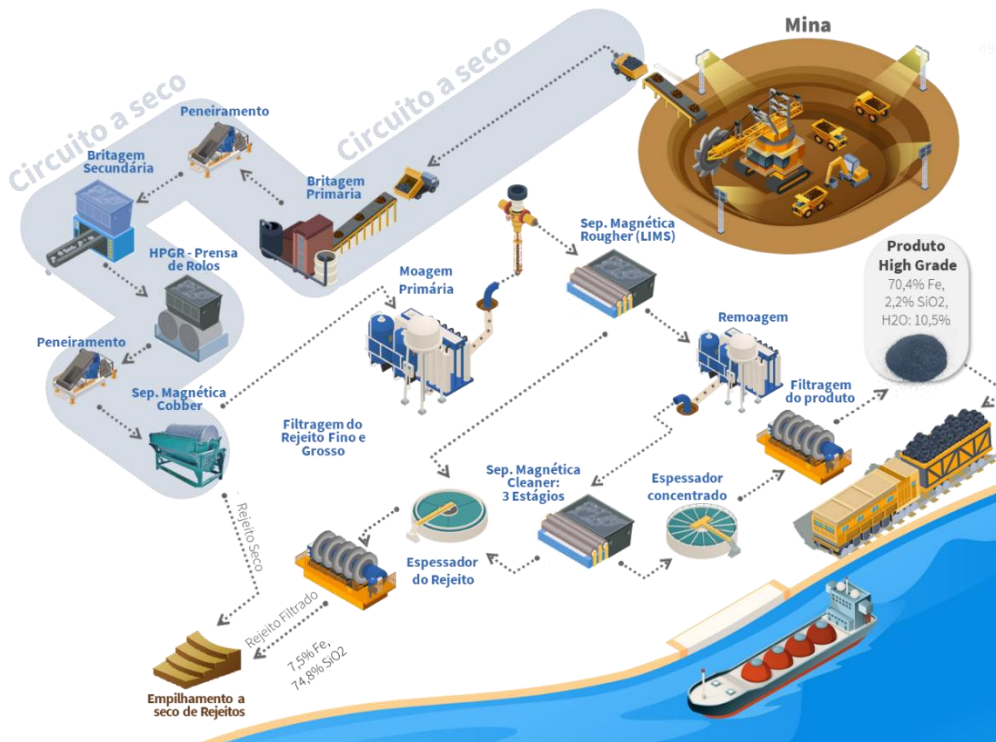 Mina
Circuito a seco
Circuito a seco
Peneiramento
Britagem
Secundária
Britagem
Primária
HPGR - Prensa
de Rolos
Peneiramento
Sep. Magnética
Cobber
Moagem
Primária
Sep. Magnética
Rougher (LIMS)
Remoagem
Produto
High Grade
70,4% Fe,
2,2% SiO2,
H2O: 10,5%
Filtragem
do produto
Filtragem do
Rejeito Fino e
Grosso
Sep. Magnética
Cleaner:
3 Estágios
Espessador
concentrado
Espessador
do Rejeito
Rejeito Seco
Rejeito Filtrado
7,5% Fe,
74,8% SiO2
Empilhamento a
seco de Rejeitos